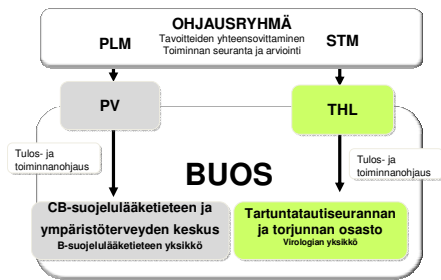 OHJAUSRYHMÄ
PLM
Tavoitteiden yhteensovittaminen
Toiminnan seuranta ja arviointi
STM
PV
THL
Tulos- ja
toiminnanohjaus
Tulos- ja
toiminnanohjaus
BUOS
CB-suojelulääketieteen ja
ympäristöterveyden keskus
B-suojelulääketieteen yksikkö
Tartuntatautiseurannan
ja torjunnan osasto
Virologian yksikkö